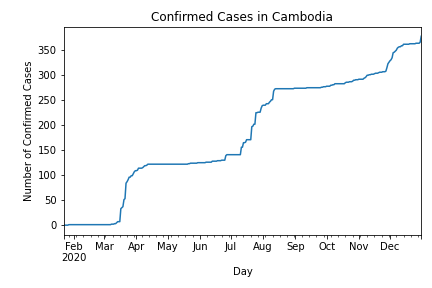 Confirmed Cases in Cambodia
Number of Confirmed Cases
350
300
250
200
150
100
50
0
Feb Mar Apr May Jun Jul Aug Sep Oct Nov Dec
2020
Day